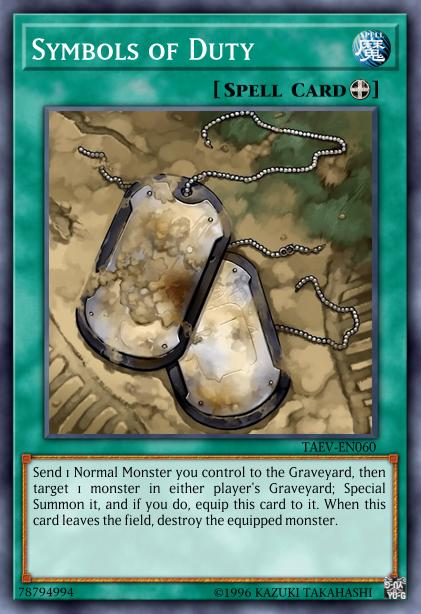 Symbols of Duty
SPELL
魔
[Spell Card]
TAEV-EN060
Send 1 Normal Monster you control to the Graveyard, then
target 1 monster in either player's Graveyard; Special
Summon it, and if you do, equip this card to it. When this
card leaves the field, destroy the equipped monster.
78794994
©1996 KAZUKI TAKAHASHI